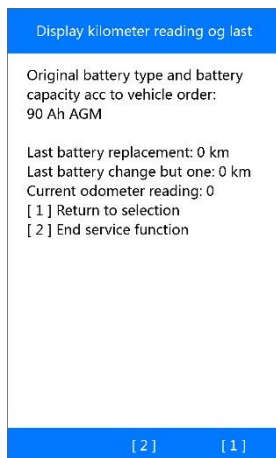 Display kilometer reading og last
Original battery type and battery
capacity acc to vehicle order:
90 Ah AGM
Last battery replacement: 0 km
Last battery change but one: 0 km
Current odometer reading: 0
[ 1 ] Return to selection
[ 2 ] End service function
[ 2 ] [ 1 ]